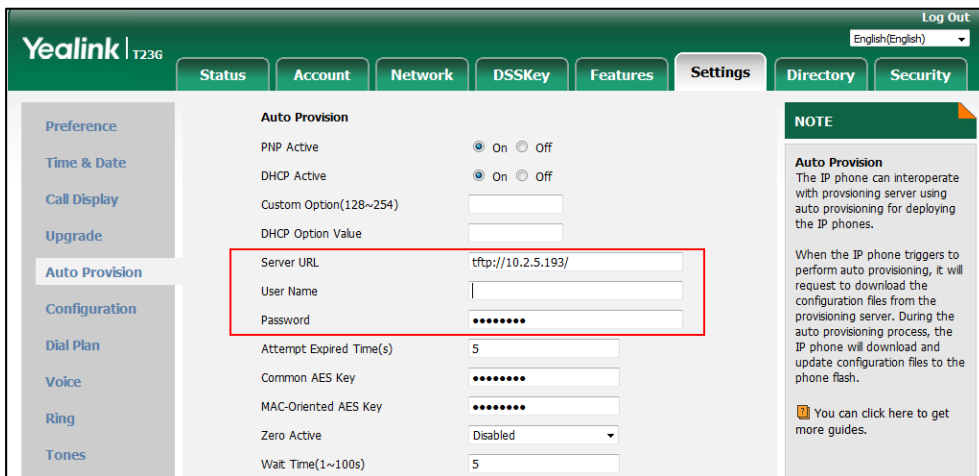 Log Out
Yealink T23G
English(English)
Status Account Network DSSKey Features Settings Directory Security
Preference
Time & Date
Call Display
Upgrade
Auto Provision
Configuration
Dial Plan
Voice
Ring
Tones
Auto Provision
PNP Active On Off
DHCP Active On Off
Custom Option(128~254)
DHCP Option Value
Server URL tftp://10.2.5.193/
User Name
Password ••••••••
Attempt Expired Time(s) 5
Common AES Key ••••••••
MAC-Oriented AES Key ••••••••
Zero Active Disabled
Wait Time(1~100s) 5
NOTE
Auto Provision
The IP phone can interoperate
with provsioning server using
auto provisioning for deploying
the IP phones.
When the IP phone triggers to
perform auto provisioning, it will
request to download the
configuration files from the
provisioning server. During the
auto provisioning process, the
IP phone will download and
update configuration files to the
phone flash.
You can click here to get
more guides.